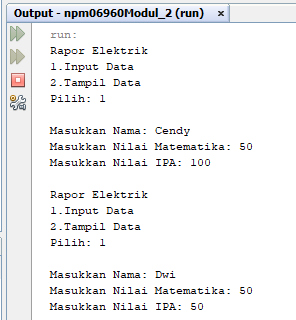 Output - npm06960Modul_2 (run) ×
run:
Rapor Elektrik
1.Input Data
2.Tampil Data
Pilih: 1
Masukkan Nama: Cendy
Masukkan Nilai Matematika: 50
Masukkan Nilai IPA: 100
Rapor Elektrik
1.Input Data
2.Tampil Data
Pilih: 1
Masukkan Nama: Dwi
Masukkan Nilai Matematika: 50
Masukkan Nilai IPA: 50